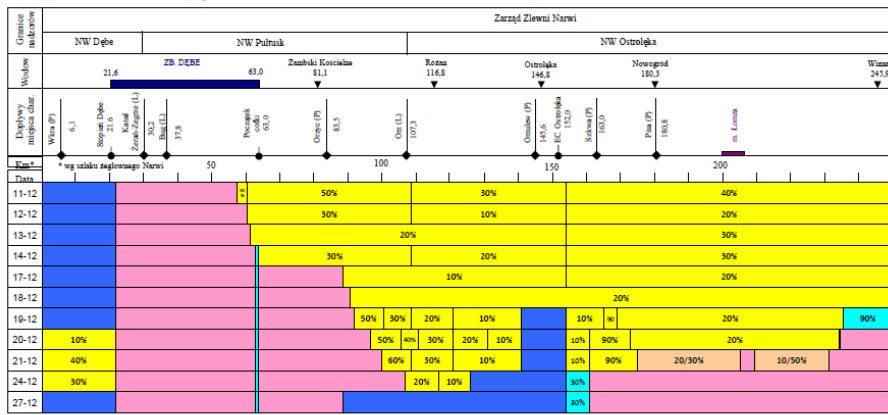 Zarząd Zlewni Narwi
Granice
nadzorów
NW Dębe
NW Pułtusk
NW Ostrołęka
Wodow
ZB. DĘBE
21,6
63,0
Zambski Kościelne
81,1
Różan
116,8
Ostrołęka
146,8
Nowogród
180,3
Wizna
245,9
Dopływy
miejsca char.
Wkra (P)
6,1
Stopień Dębe
21.6
Kanał
Żerań-Zegrze (L)
30,2
Bug (L)
37,8
Początek
cofki
63,0
Orzyc (P)
83,5
Orz (L)
107,3
Omulew (P)
145,6
EC. Ostrołęka
152,0
Szkwa (P)
163,0
Pisa (P)
180,8
m. Łomża
Km*
* wg szlaku żeglownego Narwi
50
100
150
200
Data
11-12
50%
30%
40%
12-12
30%
10%
20%
13-12
20%
30%
14-12
30%
20%
30%
17-12
10%
20%
18-12
20%
19-12
50%
30%
20%
10%
10%
90
20%
90%
20-12
10%
50%
40%
30%
20%
10%
10%
90%
20%
21-12
40%
60%
30%
10%
10%
90%
20/30%
10/50%
24-12
30%
20%
10%
30%
27-12
30%